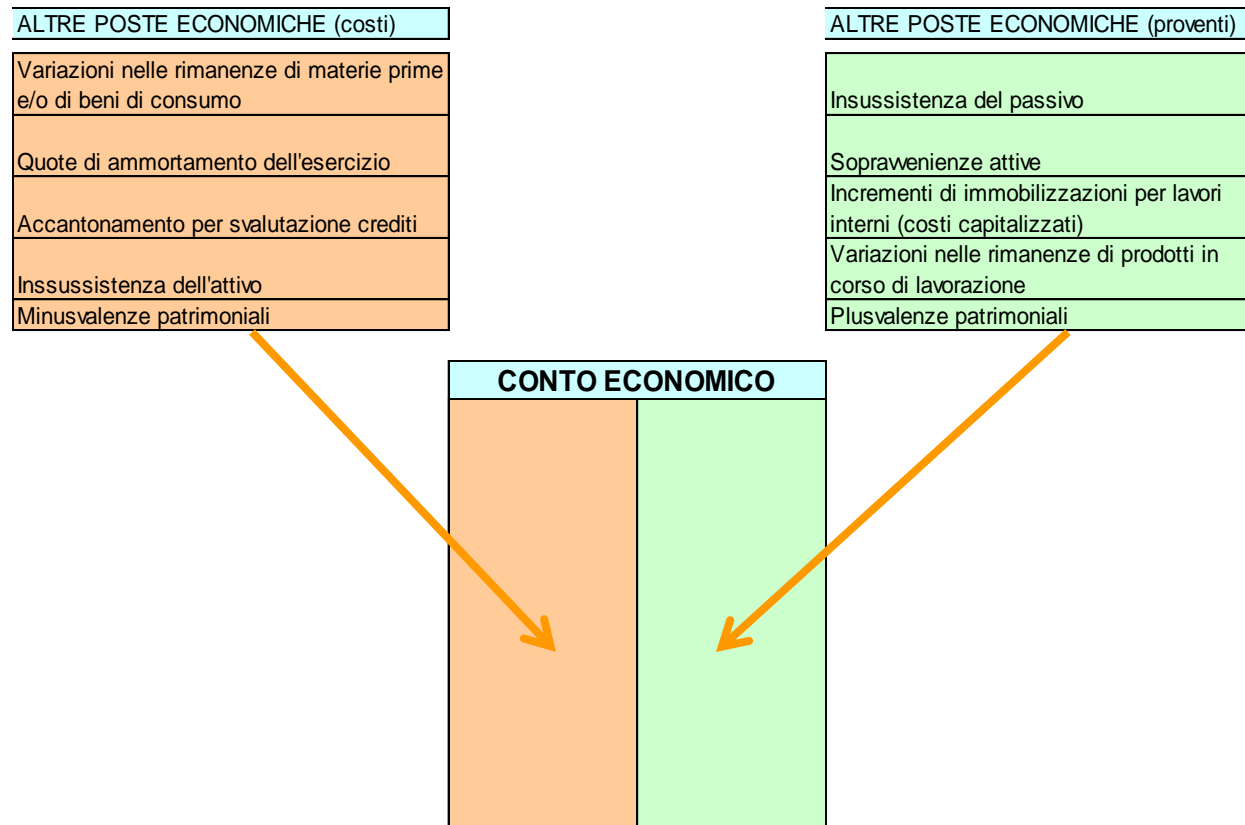 ALTRE POSTE ECONOMICHE (costi)
Variazioni nelle rimanenze di materie prime
e/o di beni di consumo
Quote di ammortamento dell'esercizio
Accantonamento per svalutazione crediti
Inssussistenza dell'attivo
Minusvalenze patrimoniali
ALTRE POSTE ECONOMICHE (proventi)
Insussistenza del passivo
Sopravvenienze attive
Incrementi di immobilizzazioni per lavori
interni (costi capitalizzati)
Variazioni nelle rimanenze di prodotti in
corso di lavorazione
Plusvalenze patrimoniali
CONTO ECONOMICO